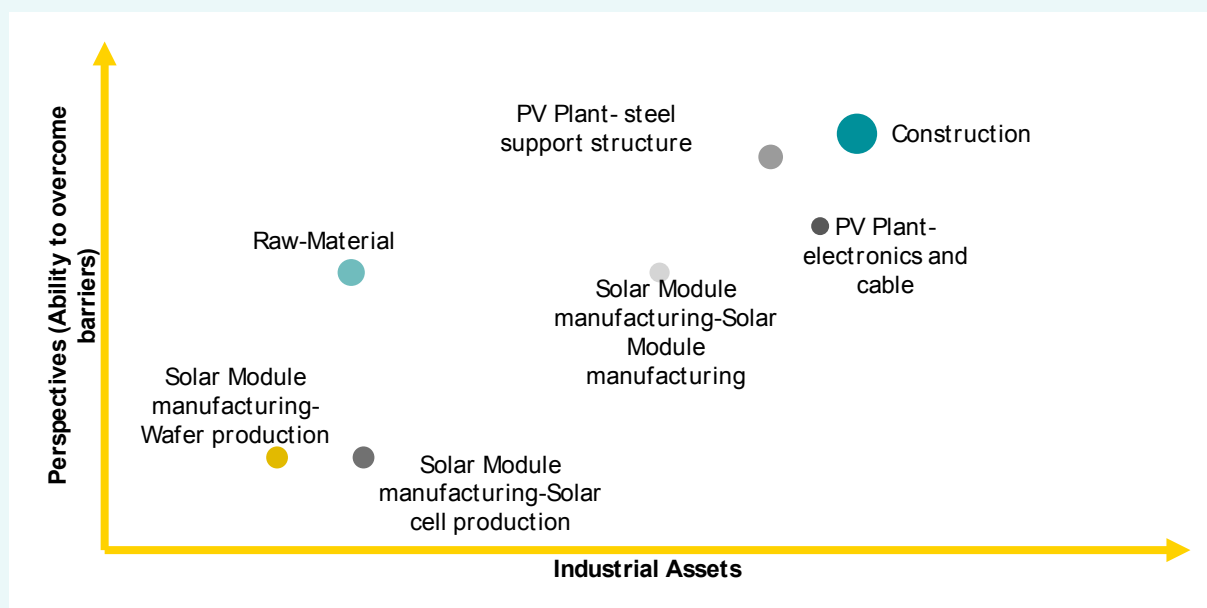 Perspectives (Ability to overcome
barriers)
PV Plant- steel
support structure
Construction
Raw-Material
PV Plant-
electronics and
cable
Solar Module
manufacturing-Solar
Module
manufacturing
Solar Module
manufacturing-
Wafer production
Solar Module
manufacturing-Solar
cell production
Industrial Assets